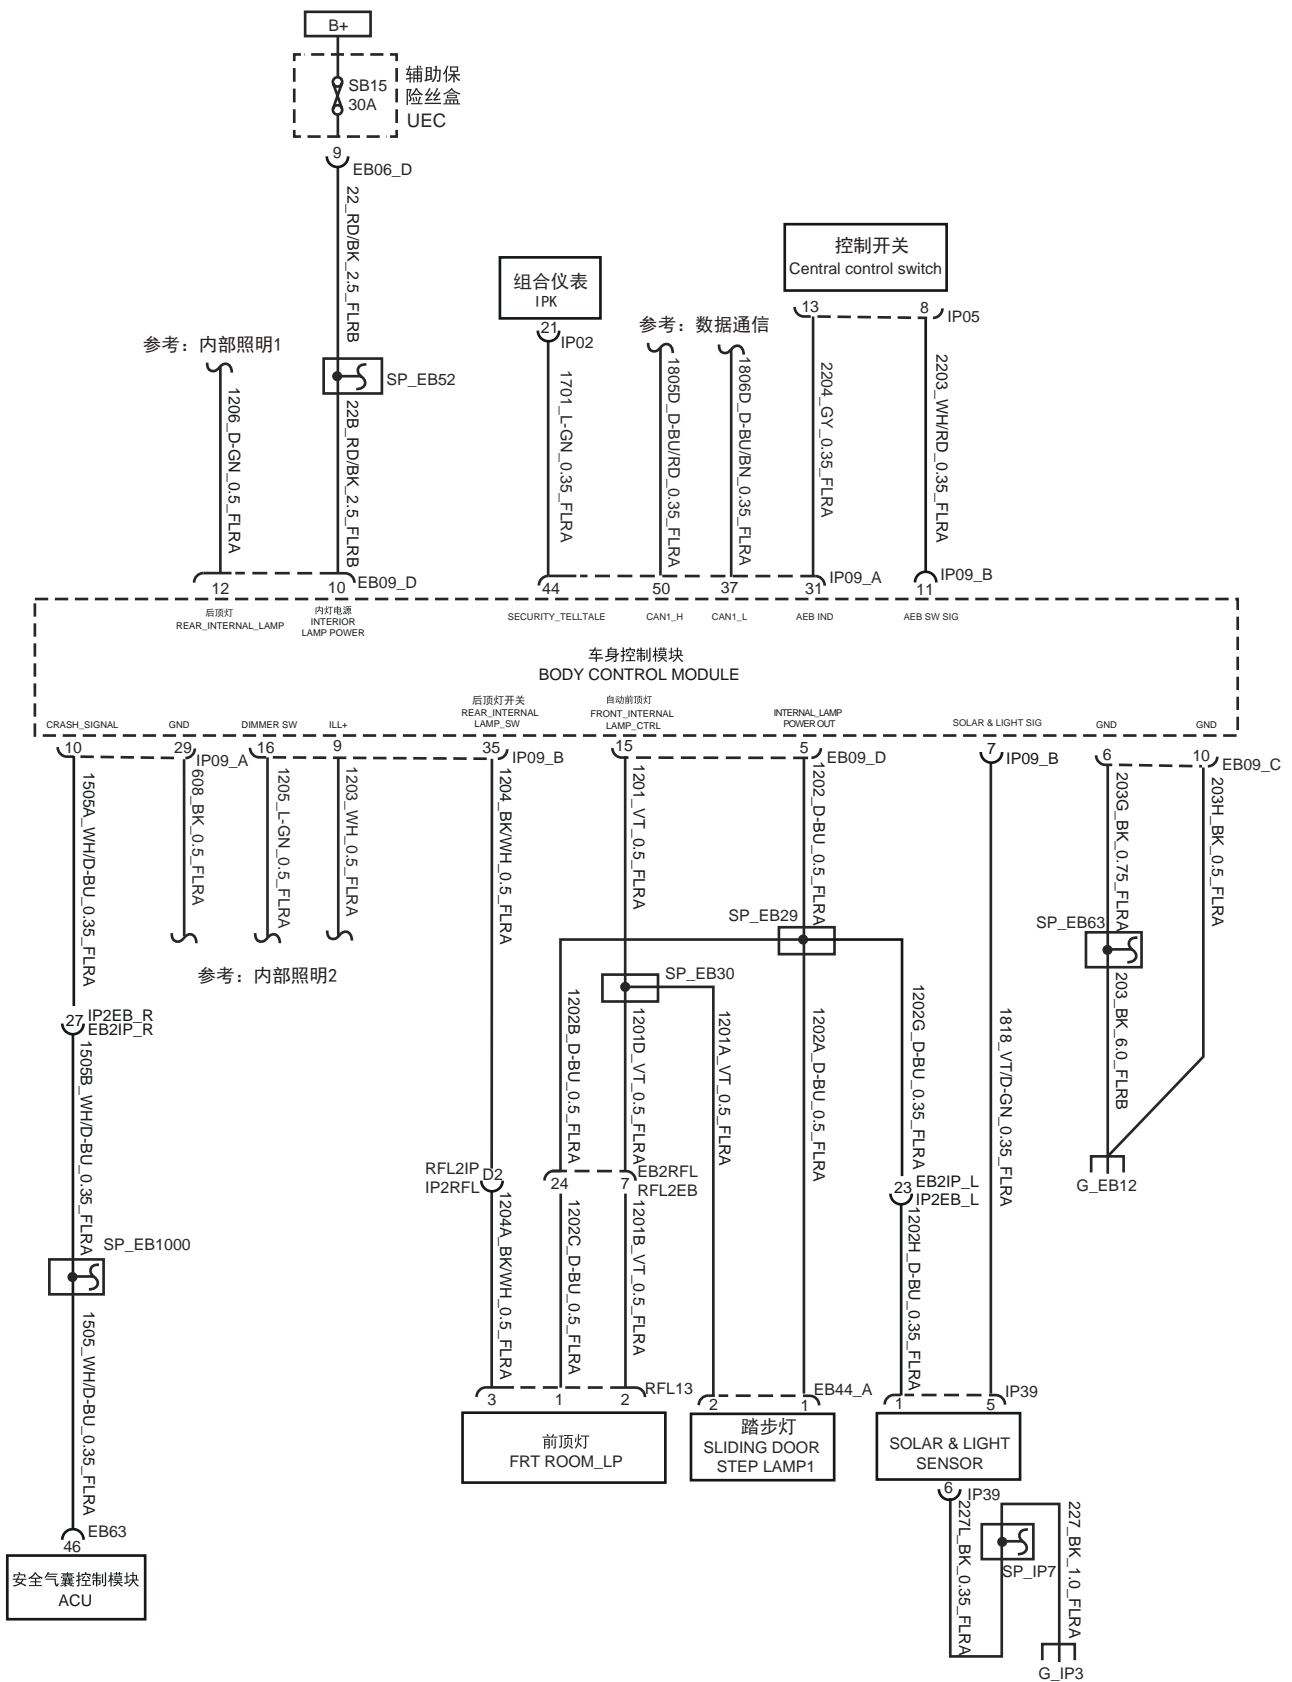 B+
SB15
30A
辅助保
险丝盒
UEC
9
EB06_D
22_RD/BK_2.5_FLRB
控制开关
Central control switch
组合仪表
IPK
13
8
IP05
21
IP02
参考：数据通信
参考：内部照明1
SP_EB52
1206_D-GN_0.5_FLRA
22B_RD/BK_2.5_FLRB
1701_L-GN_0.35_FLRA
1805D_D-BU/RD_0.35_FLRA
1806D_D-BU/BN_0.35_FLRA
2204_GY_0.35_FLRA
2203_WH/RD_0.35_FLRA
12
10
EB09_D
44
50
37
31
IP09_A
11
IP09_B
后顶灯
REAR_INTERNAL_LAMP
内灯电源
INTERIOR
LAMP POWER
SECURITY_TELLTALE
CAN1_H
CAN1_L
AEB IND
AEB SW SIG
车身控制模块
BODY CONTROL MODULE
CRASH_SIGNAL
GND
DIMMER SW
ILL+
后顶灯开关
REAR_INTERNAL
LAMP_SW
自动前顶灯
FRONT_INTERNAL
LAMP_CTRL
INTERNAL_LAMP
POWER OUT
SOLAR & LIGHT SIG
GND
GND
10
29
IP09_A
16
9
35
IP09_B
15
5
EB09_D
7
IP09_B
6
10
EB09_C
1505A_WH/D-BU_0.35_FLRA
608_BK_0.5_FLRA
1205_L-GN_0.5_FLRA
1203_WH_0.5_FLRA
1204_BK/WH_0.5_FLRA
1201_VT_0.5_FLRA
1202_D-BU_0.5_FLRA
203G_BK_0.75_FLRA
203H_BK_0.5_FLRA
SP_EB29
SP_EB63
参考：内部照明2
SP_EB30
27
IP2EB_R
EB2IP_R
1202B_D-BU_0.5_FLRA
1201D_VT_0.5_FLRA
1201A_VT_0.5_FLRA
1202A_D-BU_0.5_FLRA
1202G_D-BU_0.35_FLRA
1818_VT/D-GN_0.35_FLRA
203_BK_6.0_FLRB
1505B_WH/D-BU_0.35_FLRA
RFL2IP
IP2RFL
D2
24
7
EB2RFL
RFL2EB
23
EB2IP_L
IP2EB_L
G_EB12
SP_EB1000
1204A_BK/WH_0.5_FLRA
1202C_D-BU_0.5_FLRA
1201B_VT_0.5_FLRA
1202H_D-BU_0.35_FLRA
1505_WH/D-BU_0.35_FLRA
3
1
2
RFL13
2
1
EB44_A
1
5
IP39
前顶灯
FRT ROOM_LP
踏步灯
SLIDING DOOR
STEP LAMP1
SOLAR & LIGHT
SENSOR
6
IP39
227L_BK_0.35_FLRA
SP_IP7
227_BK_1.0_FLRA
EB63
46
安全气囊控制模块
ACU
G_IP3